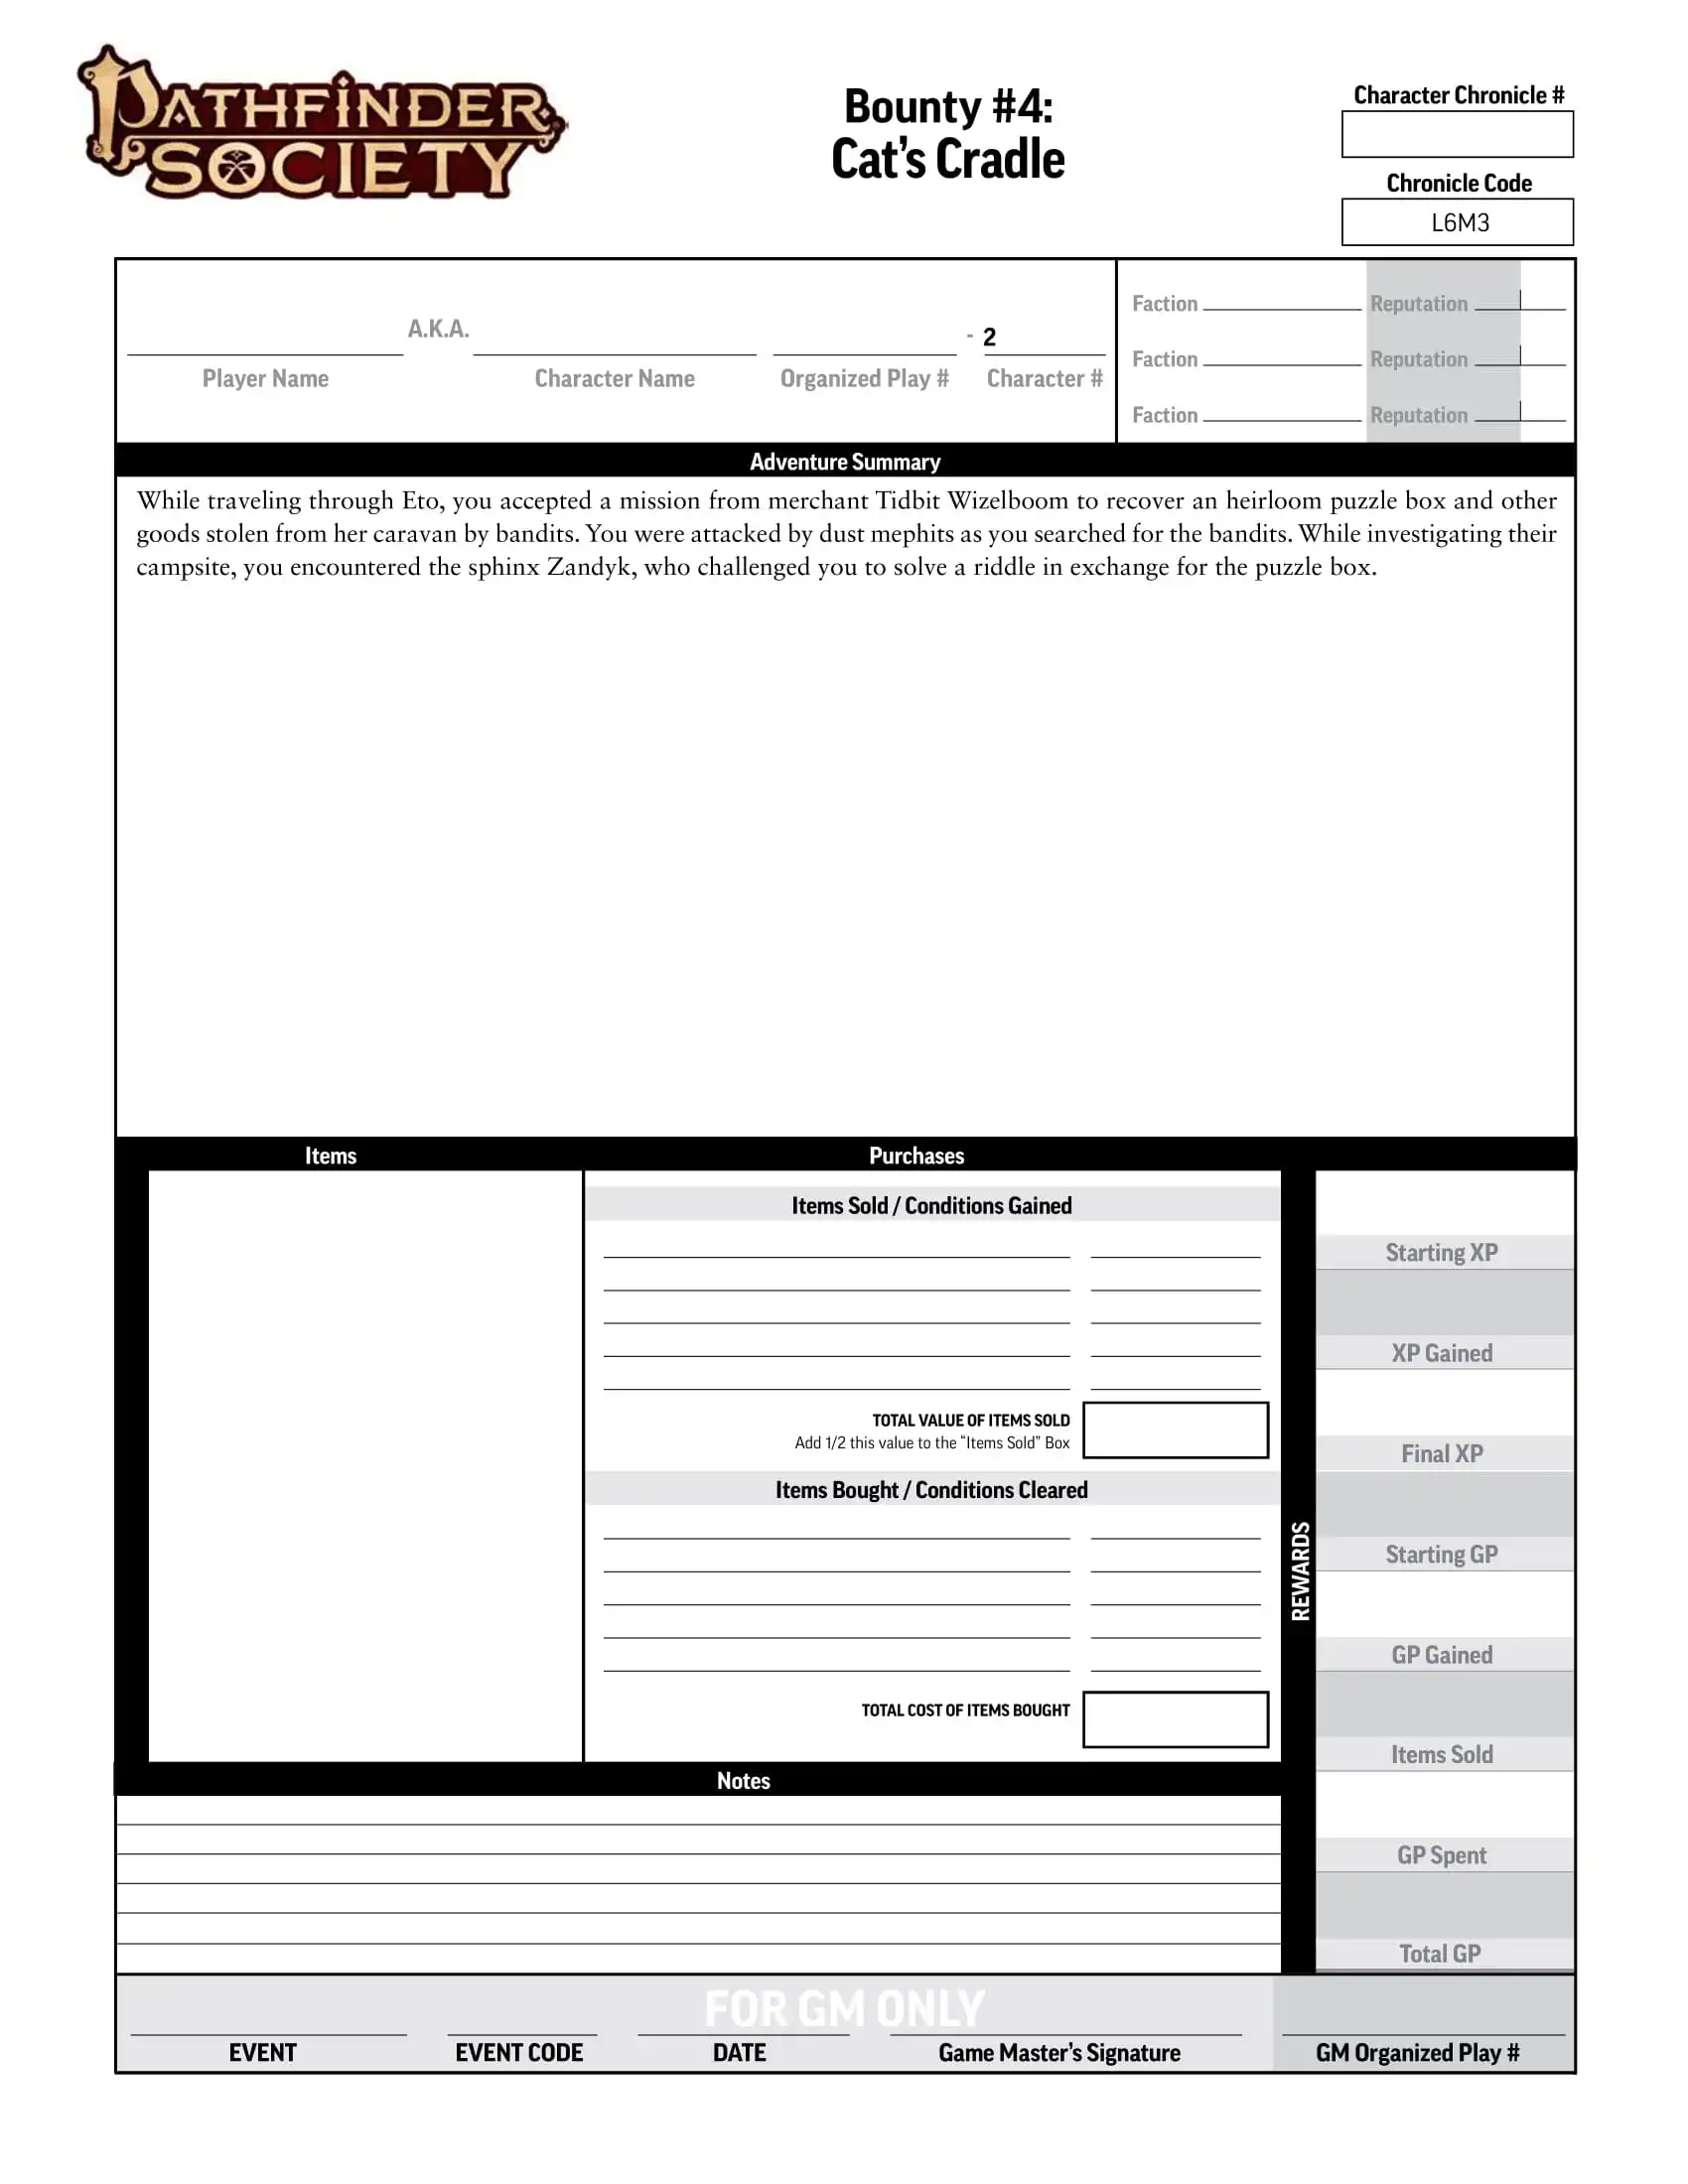 PATHFINDER
SOCIETY
Bounty #4:
Cat's Cradle
Character Chronicle #
Chronicle Code
L6M3
A.K.A.
- 2
Player Name
Character Name
Organized Play #
Character #
Faction
Reputation
Faction
Reputation
Faction
Reputation
Adventure Summary
While traveling through Eto, you accepted a mission from merchant Tidbit Wizelboom to recover an heirloom puzzle box and other
goods stolen from her caravan by bandits. You were attacked by dust mephits as you searched for the bandits. While investigating their
campsite, you encountered the sphinx Zandyk, who challenged you to solve a riddle in exchange for the puzzle box.
Items
Purchases
Items Sold / Conditions Gained
TOTAL VALUE OF ITEMS SOLD
Add 1/2 this value to the “Items Sold” Box
Items Bought / Conditions Cleared
TOTAL COST OF ITEMS BOUGHT
REWARDS
Starting XP
XP Gained
Final XP
Starting GP
GP Gained
Items Sold
GP Spent
Total GP
Notes
FOR GM ONLY
EVENT
EVENT CODE
DATE
Game Master’s Signature
GM Organized Play #